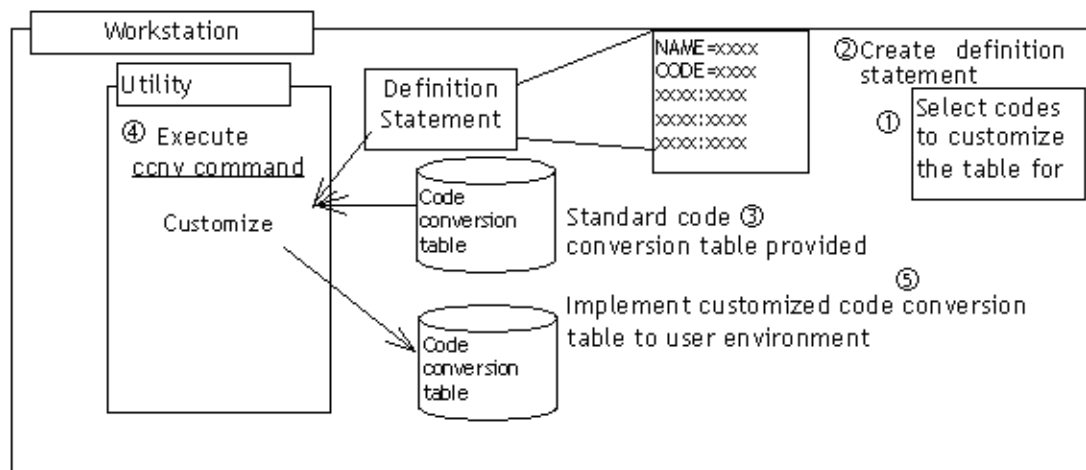 Workstation
Utility
④ Execute
ccnv command
Customize
Definition
Statement
NAME=xxxx
CODE=xxxx
xxxx:xxxx
xxxx:xxxx
xxxx:xxxx
②Create definition
statement
①
Select codes
to customize
the table for
Code
conversion
table
Standard code ③
conversion table provided
⑤
Implement customized code conversion
table to user environment
Code
conversion
table